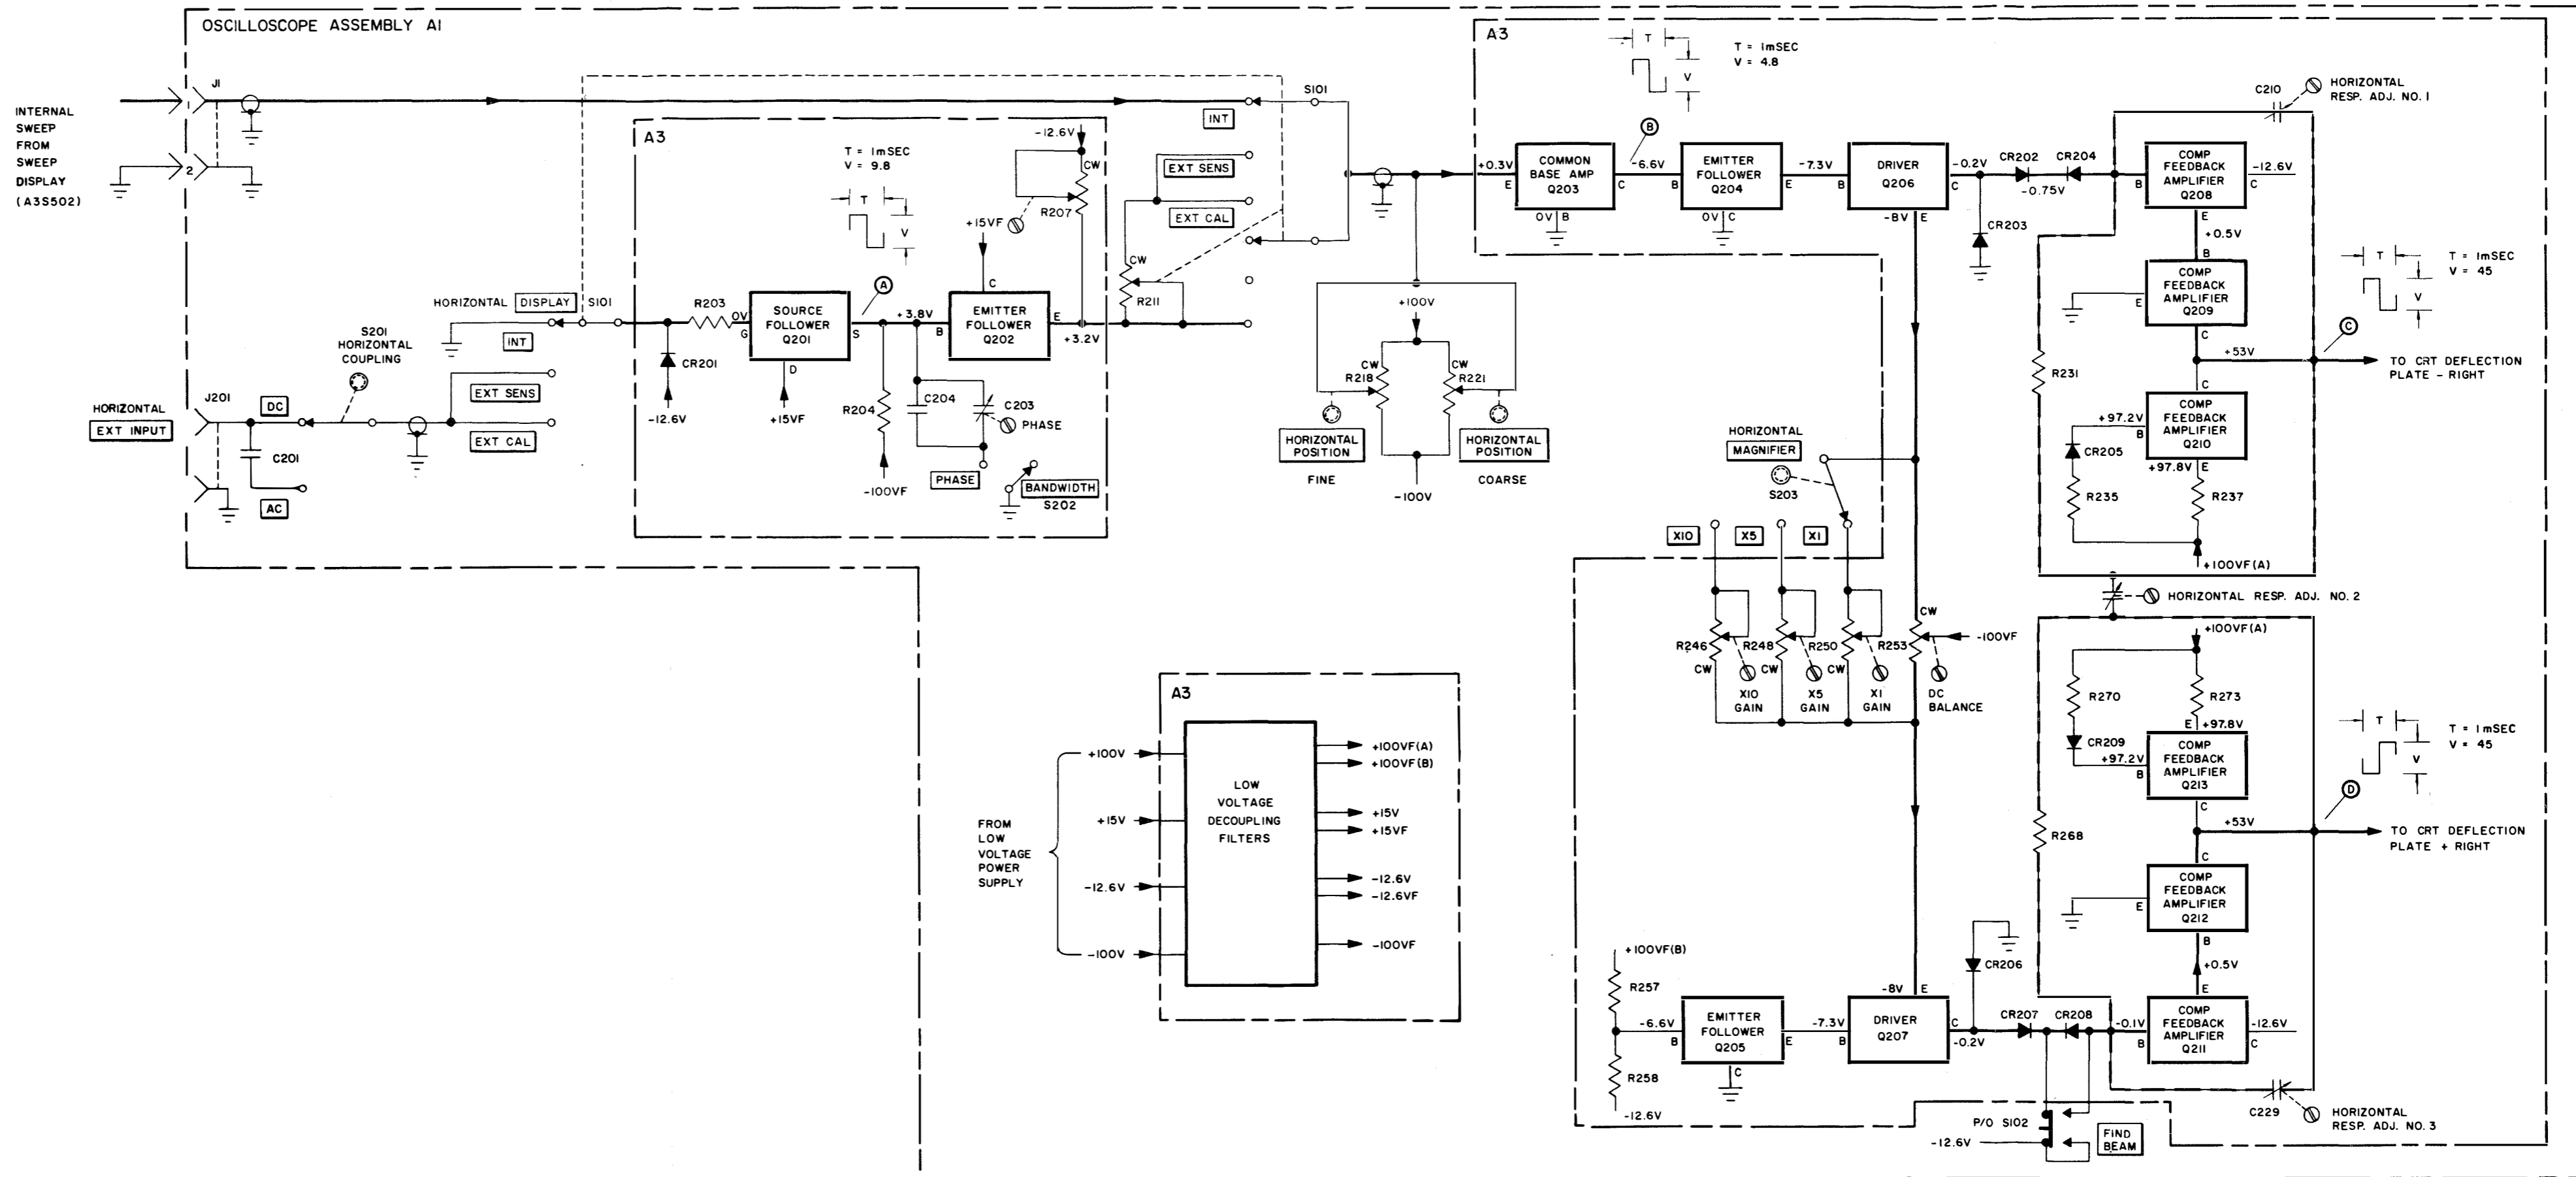 OSCILLOSCOPE ASSEMBLY A1
INTERNAL
SWEEP
FROM
SWEEP
DISPLAY
(A3S502)
J1
1
2
HORIZONTAL
EXT INPUT
J201
DC
AC
C201
S201
HORIZONTAL
COUPLING
EXT SENS
EXT CAL
HORIZONTAL DISPLAY S101
INT
A3
T = 1mSEC
V = 9.8
T
V
R203
CR201
-12.6V
0V
G
SOURCE
FOLLOWER
Q201
S
D
+15VF
A
R204
-100VF
+3.8V
B
C204
C203
PHASE
PHASE
BANDWIDTH
S202
EMITTER
FOLLOWER
Q202
C
+15VF
E
+3.2V
-12.6V
CW
R207
CW
R211
S101
INT
EXT SENS
EXT CAL
+100V
CW
R218
CW
R221
-100V
HORIZONTAL
POSITION
FINE
HORIZONTAL
POSITION
COARSE
A3
T
V
T = 1mSEC
V = 4.8
+0.3V
E
COMMON
BASE AMP
Q203
0V B
C
B
-6.6V
B
EMITTER
FOLLOWER
Q204
0V C
E
-7.3V
B
DRIVER
Q206
-8V E
-0.2V
C
CR202
CR204
-0.75V
CR203
C210
HORIZONTAL
RESP. ADJ. NO. 1
B
COMP
FEEDBACK
AMPLIFIER
Q208
-12.6V
C
E
+0.5V
B
COMP
FEEDBACK
AMPLIFIER
Q209
E
C
+53V
C
T
V
T = 1mSEC
V = 45
TO CRT DEFLECTION
PLATE - RIGHT
R231
C
COMP
FEEDBACK
AMPLIFIER
Q210
+97.2V
B
CR205
+97.8V E
R235
R237
+100VF(A)
HORIZONTAL
MAGNIFIER
S203
X10
X5
X1
R246
CW
X10
GAIN
R248
CW
X5
GAIN
R250
CW
X1
GAIN
R253
CW
DC
BALANCE
-100VF
HORIZONTAL RESP. ADJ. NO. 2
+100VF(A)
R270
R273
CR209
+97.2V
B
E +97.8V
COMP
FEEDBACK
AMPLIFIER
Q213
C
+53V
D
T
V
T = 1mSEC
V = 45
TO CRT DEFLECTION
PLATE + RIGHT
R268
C
COMP
FEEDBACK
AMPLIFIER
Q212
E
B
+0.5V
E
COMP
FEEDBACK
AMPLIFIER
Q211
-0.1V
B
-12.6V
C
A3
FROM
LOW
VOLTAGE
POWER
SUPPLY
+100V
+15V
-12.6V
-100V
LOW
VOLTAGE
DECOUPLING
FILTERS
+100VF(A)
+100VF(B)
+15V
+15VF
-12.6V
-12.6VF
-100VF
+100VF(B)
R257
R258
-12.6V
-6.6V
B
EMITTER
FOLLOWER
Q205
C
E
-7.3V
B
DRIVER
Q207
-8V E
C
-0.2V
CR206
CR207
CR208
P/O S102
-12.6V
FIND
BEAM
C229
HORIZONTAL
RESP. ADJ. NO. 3